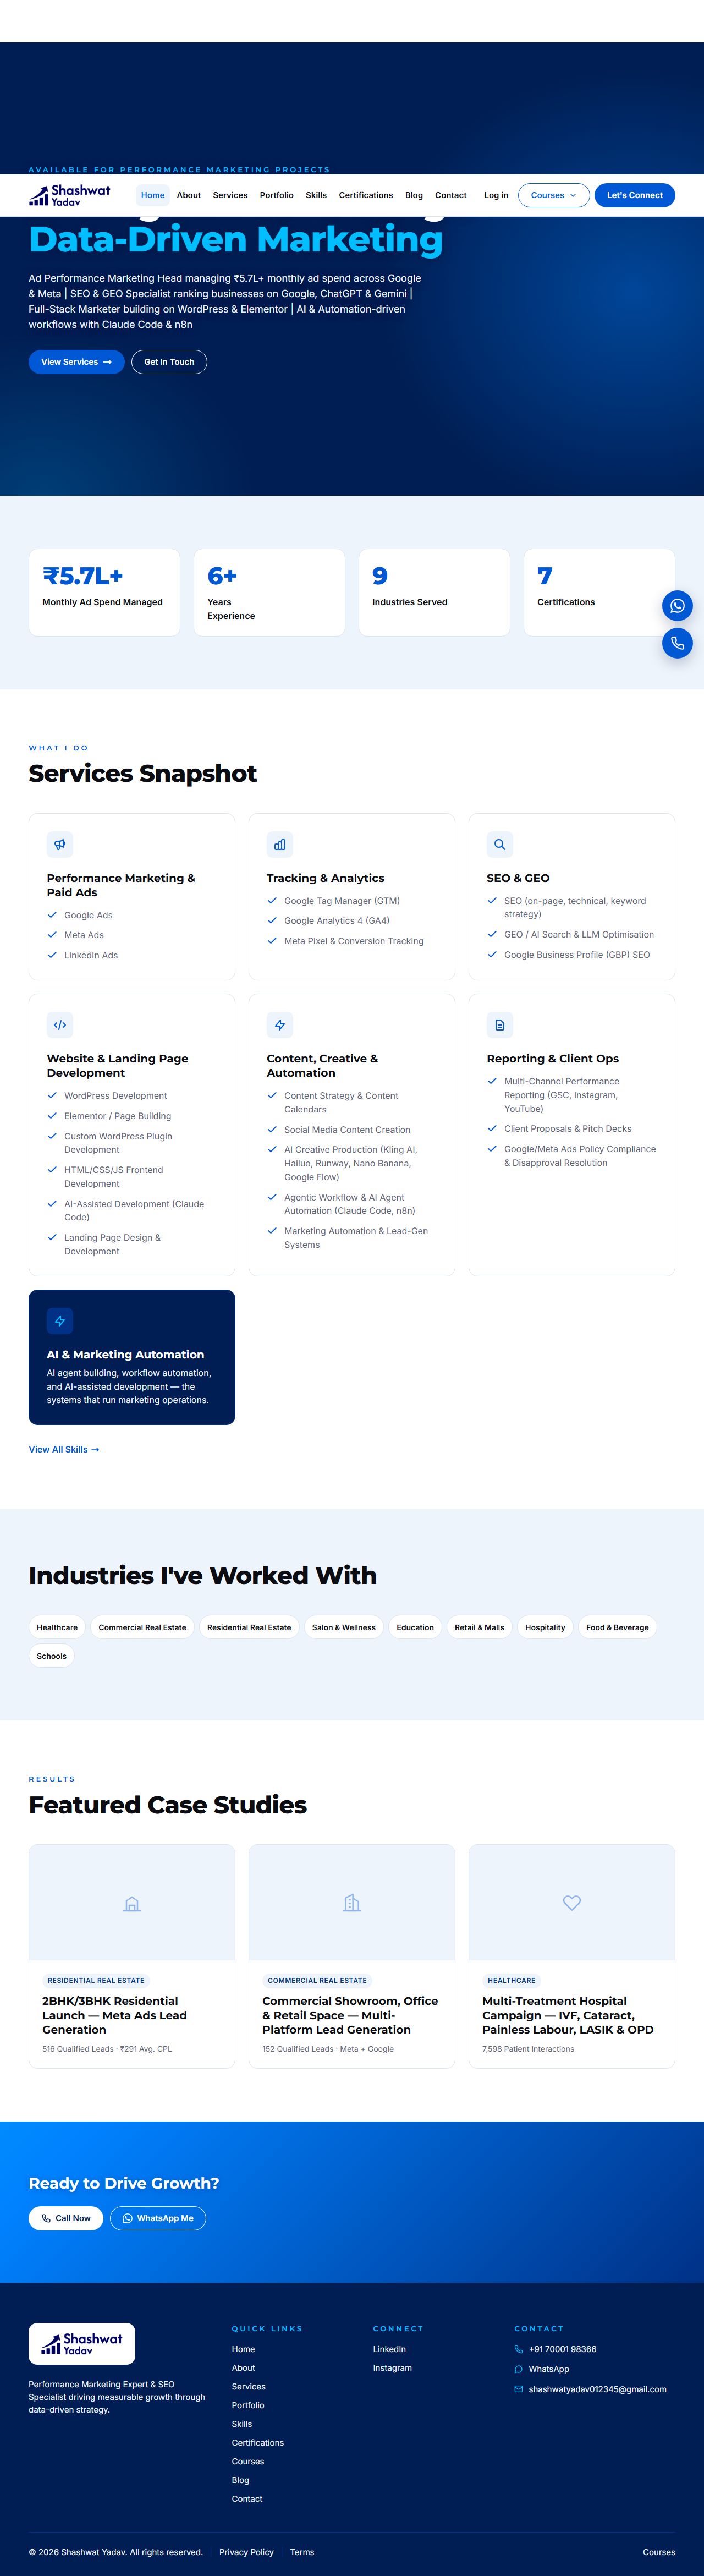 AVAILABLE FOR PERFORMANCE MARKETING PROJECTS
Shashwat
Yadav
Home
About
Services
Portfolio
Skills
Certifications
Blog
Contact
Log in
Courses
Let's Connect
Data-Driven Marketing
Ad Performance Marketing Head managing ₹5.7L+ monthly ad spend across Google
& Meta | SEO & GEO Specialist ranking businesses on Google, ChatGPT & Gemini |
Full-Stack Marketer building on WordPress & Elementor | AI & Automation-driven
workflows with Claude Code & n8n
View Services →
Get In Touch
₹5.7L+
Monthly Ad Spend Managed
6+
Years
Experience
9
Industries Served
7
Certifications
WHAT I DO
Services Snapshot
Performance Marketing &
Paid Ads
Google Ads
Meta Ads
LinkedIn Ads
Tracking & Analytics
Google Tag Manager (GTM)
Google Analytics 4 (GA4)
Meta Pixel & Conversion Tracking
SEO & GEO
SEO (on-page, technical, keyword
strategy)
GEO / AI Search & LLM Optimisation
Google Business Profile (GBP) SEO
Website & Landing Page
Development
WordPress Development
Elementor / Page Building
Custom WordPress Plugin
Development
HTML/CSS/JS Frontend
Development
AI-Assisted Development (Claude
Code)
Landing Page Design &
Development
Content, Creative &
Automation
Content Strategy & Content
Calendars
Social Media Content Creation
AI Creative Production (Kling AI,
Hailuo, Runway, Nano Banana,
Google Flow)
Agentic Workflow & AI Agent
Automation (Claude Code, n8n)
Marketing Automation & Lead-Gen
Systems
Reporting & Client Ops
Multi-Channel Performance
Reporting (GSC, Instagram,
YouTube)
Client Proposals & Pitch Decks
Google/Meta Ads Policy Compliance
& Disapproval Resolution
AI & Marketing Automation
AI agent building, workflow automation,
and AI-assisted development — the
systems that run marketing operations.
View All Skills →
Industries I've Worked With
Healthcare
Commercial Real Estate
Residential Real Estate
Salon & Wellness
Education
Retail & Malls
Hospitality
Food & Beverage
Schools
RESULTS
Featured Case Studies
RESIDENTIAL REAL ESTATE
2BHK/3BHK Residential
Launch — Meta Ads Lead
Generation
516 Qualified Leads · ₹291 Avg. CPL
COMMERCIAL REAL ESTATE
Commercial Showroom, Office
& Retail Space — Multi-
Platform Lead Generation
152 Qualified Leads · Meta + Google
HEALTHCARE
Multi-Treatment Hospital
Campaign — IVF, Cataract,
Painless Labour, LASIK & OPD
7,598 Patient Interactions
Ready to Drive Growth?
Call Now
WhatsApp Me
Shashwat
Yadav
Performance Marketing Expert & SEO
Specialist driving measurable growth through
data-driven strategy.
QUICK LINKS
Home
About
Services
Portfolio
Skills
Certifications
Courses
Blog
Contact
CONNECT
LinkedIn
Instagram
CONTACT
+91 70001 98366
WhatsApp
shashwatyadav012345@gmail.com
© 2026 Shashwat Yadav. All rights reserved.
Privacy Policy
Terms
Courses